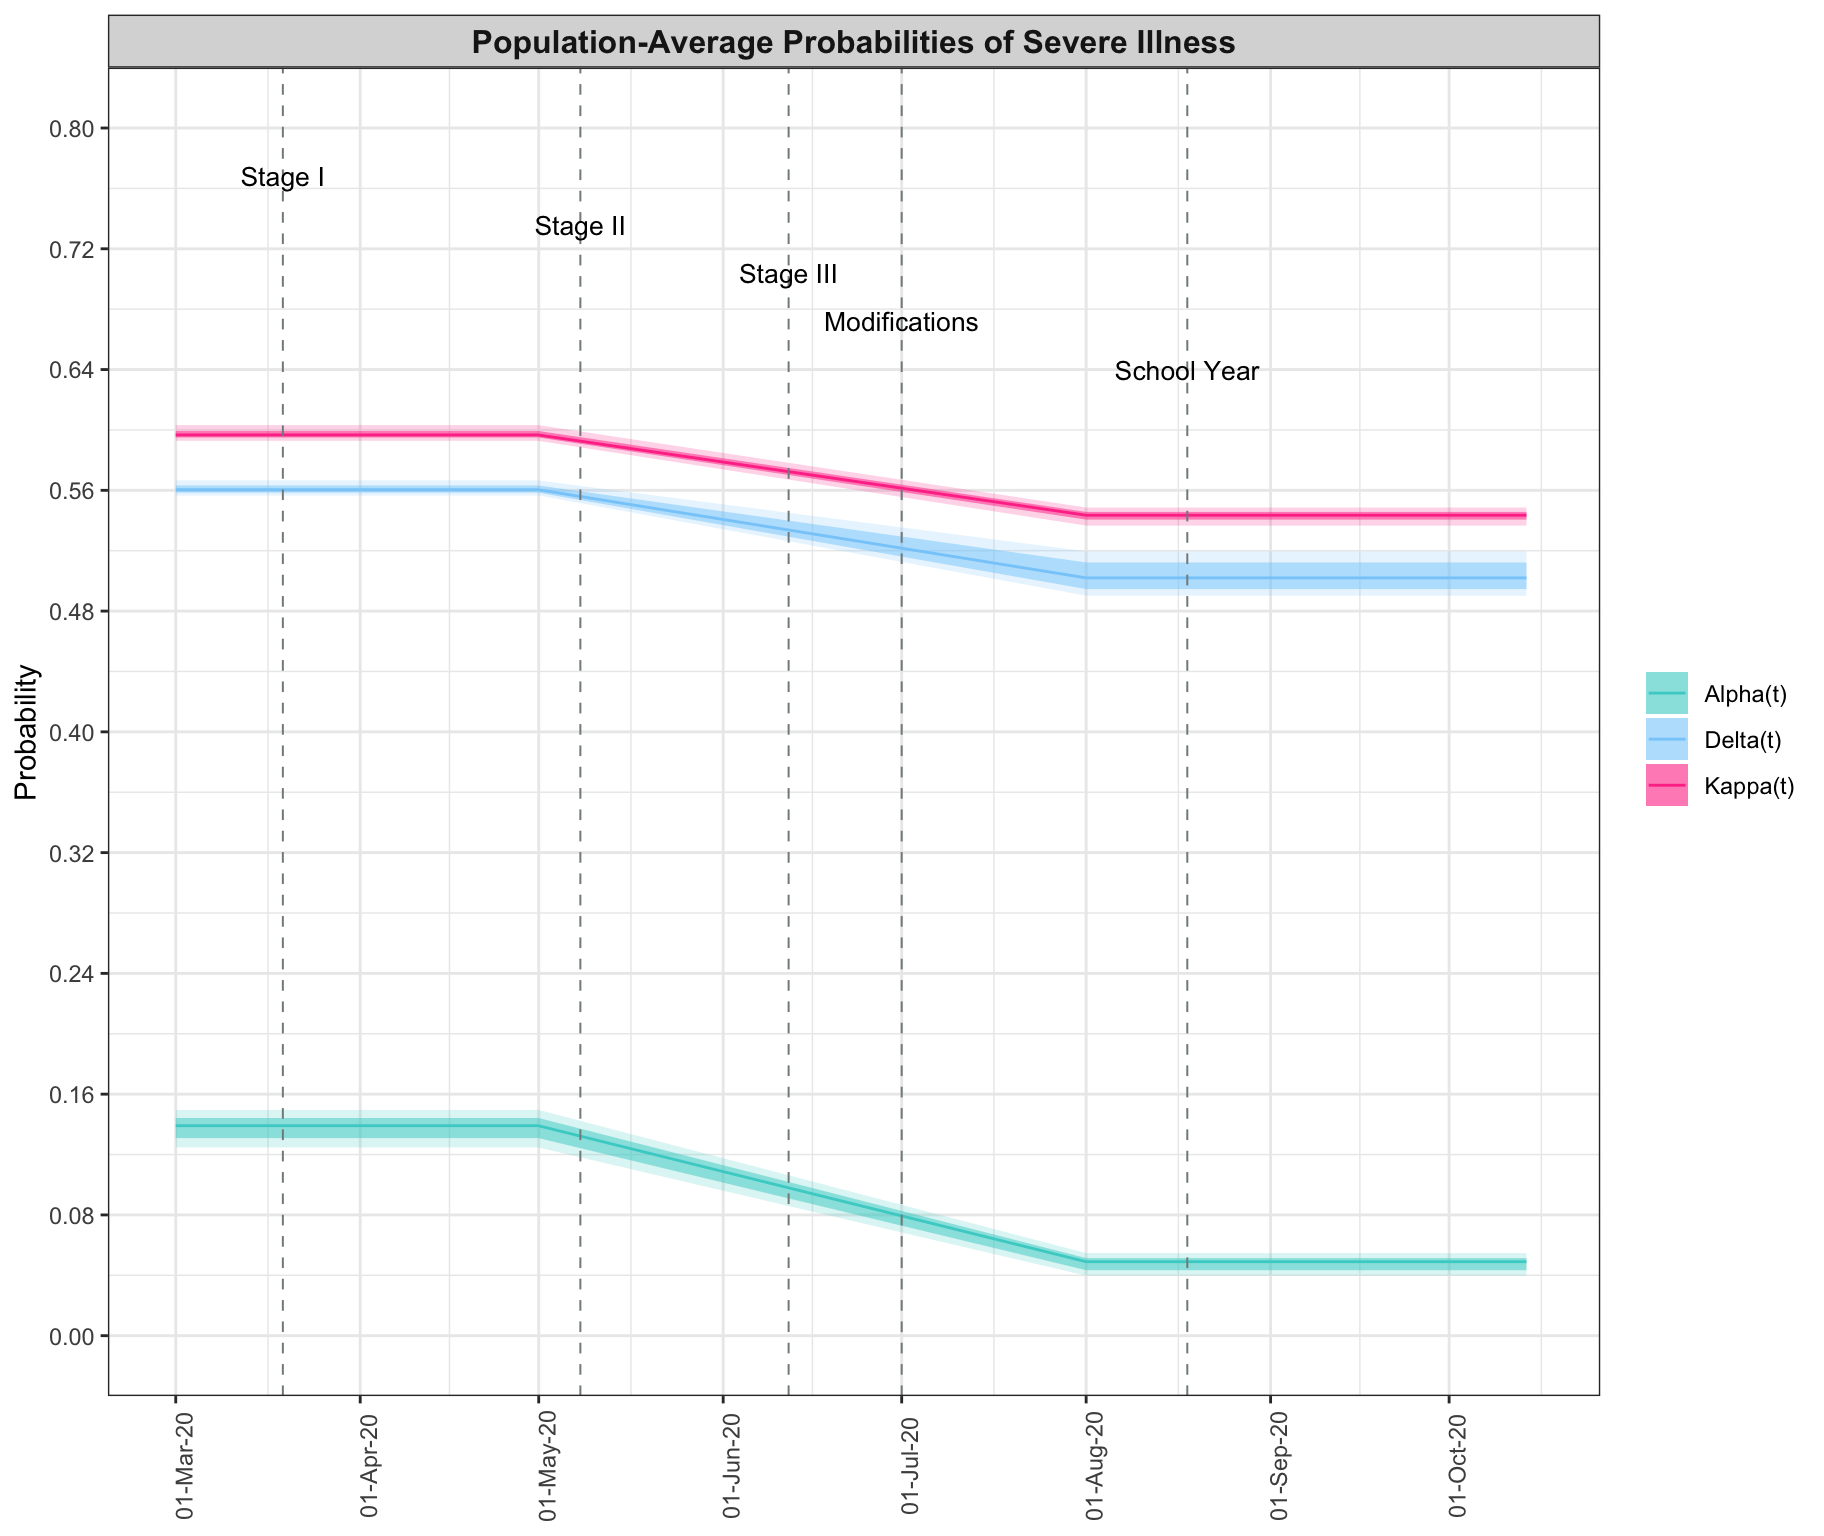 Population-Average Probabilities of Severe Illness
0.80
Stage I
Stage II
0.72
Stage III
Modifications
0.64
School Year
0.56
0.48
Probability
0.40
0.32
0.24
0.16
0.08
0.00
Alpha(t)
Delta(t)
Kappa(t)
01-Mar-20
01-Apr-20
01-May-20
01-Jun-20
01-Jul-20
01-Aug-20
01-Sep-20
01-Oct-20